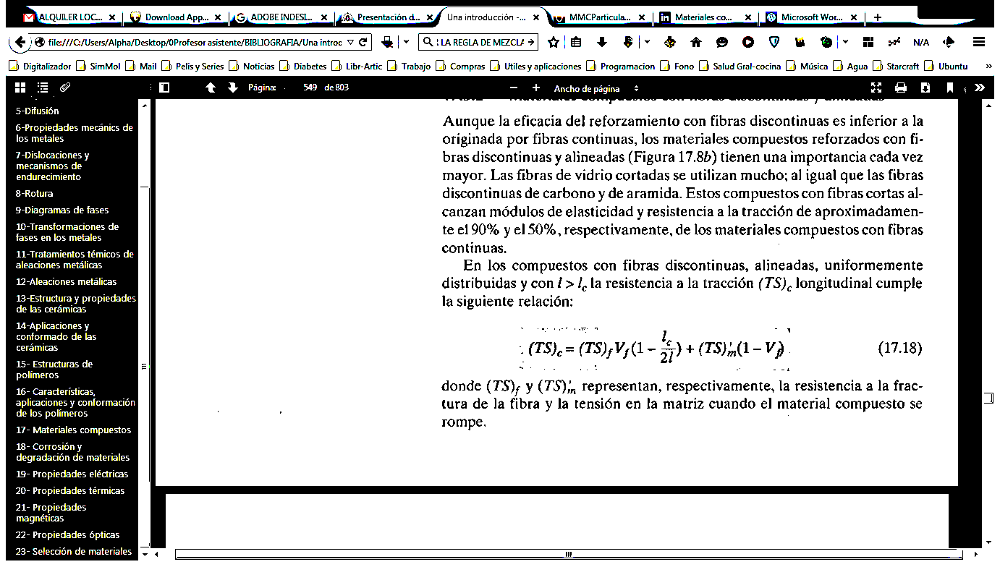 ALQUILER LOC... × Download App... × ADOBE INDESI... × Presentación d... × Una introducción -... × MMCParticula... × Materiales co... × Microsoft Wor... × +
file:///C:/Users/Alpha/Desktop/0Profesor asistente/BIBLIOGRAFIA/Una introc LA REGLA DE MEZCLA N/A
Digitalizador SimMol Mail Pelis y Series Noticias Diabetes Libr-Artic Trabajo Compras Utiles y aplicaciones Programacion Fono Salud Gral-cocina Música Agua Starcraft Ubuntu »
Página: 549 de 803 − + Ancho de página
5-Difusión
6-Propiedades mecánics de
los metales
7-Dislocaciones y
mecanismos de
endurecimiento
8-Rotura
9-Diagramas de fases
10-Transformaciones de
fases en los metales
11-Tratamientos témicos de
aleaciones metálicas
12-Aleaciones metálicas
13-Estructura y propiedades
de las cerámicas
14-Aplicaciones y
conformado de las
cerámicas
15- Estructuras de
polímeros
16- Características,
aplicaciones y conformación
de los polímeros
17- Materiales compuestos
18- Corrosión y
degradación de materiales
19- Propiedades eléctricas
20- Propiedades térmicas
21- Propiedades
magnéticas
22- Propiedades ópticas
23- Selección de materiales
Aunque la eficacia del reforzamiento con fibras discontinuas es inferior a la
originada por fibras continuas, los materiales compuestos reforzados con fi-
bras discontinuas y alineadas (Figura 17.8b) tienen una importancia cada vez
mayor. Las fibras de vidrio cortadas se utilizan mucho; al igual que las fibras
discontinuas de carbono y de aramida. Estos compuestos con fibras cortas al-
canzan módulos de elasticidad y resistencia a la tracción de aproximadamen-
te el 90% y el 50%, respectivamente, de los materiales compuestos con fibras
continuas.
En los compuestos con fibras discontinuas, alineadas, uniformemente
distribuidas y con l > l_c la resistencia a la tracción (TS)_c longitudinal cumple
la siguiente relación:
(TS)_c = (TS)_f V_f (1 − l_c/2l) + (TS)'_m (1 − V_f) (17.18)
donde (TS)_f y (TS)'_m representan, respectivamente, la resistencia a la frac-
tura de la fibra y la tensión en la matriz cuando el material compuesto se
rompe.